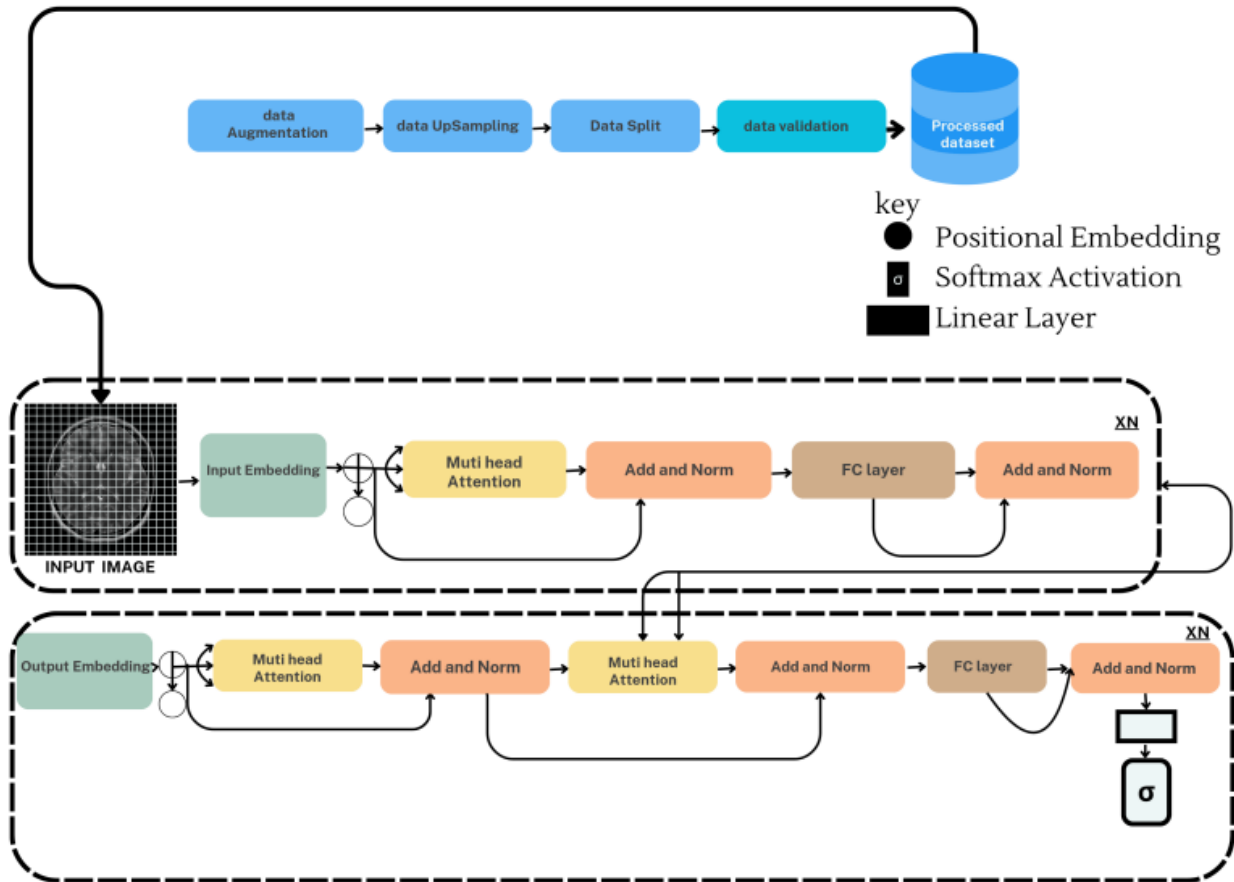 data
Augmentation
data UpSampling
Data Split
data validation
Processed
dataset
key
Positional Embedding
σ
Softmax Activation
Linear Layer
XN
Input Embedding
Muti head
Attention
Add and Norm
FC layer
Add and Norm
INPUT IMAGE
XN
Output Embedding
Muti head
Attention
Add and Norm
Muti head
Attention
Add and Norm
FC layer
Add and Norm
σ